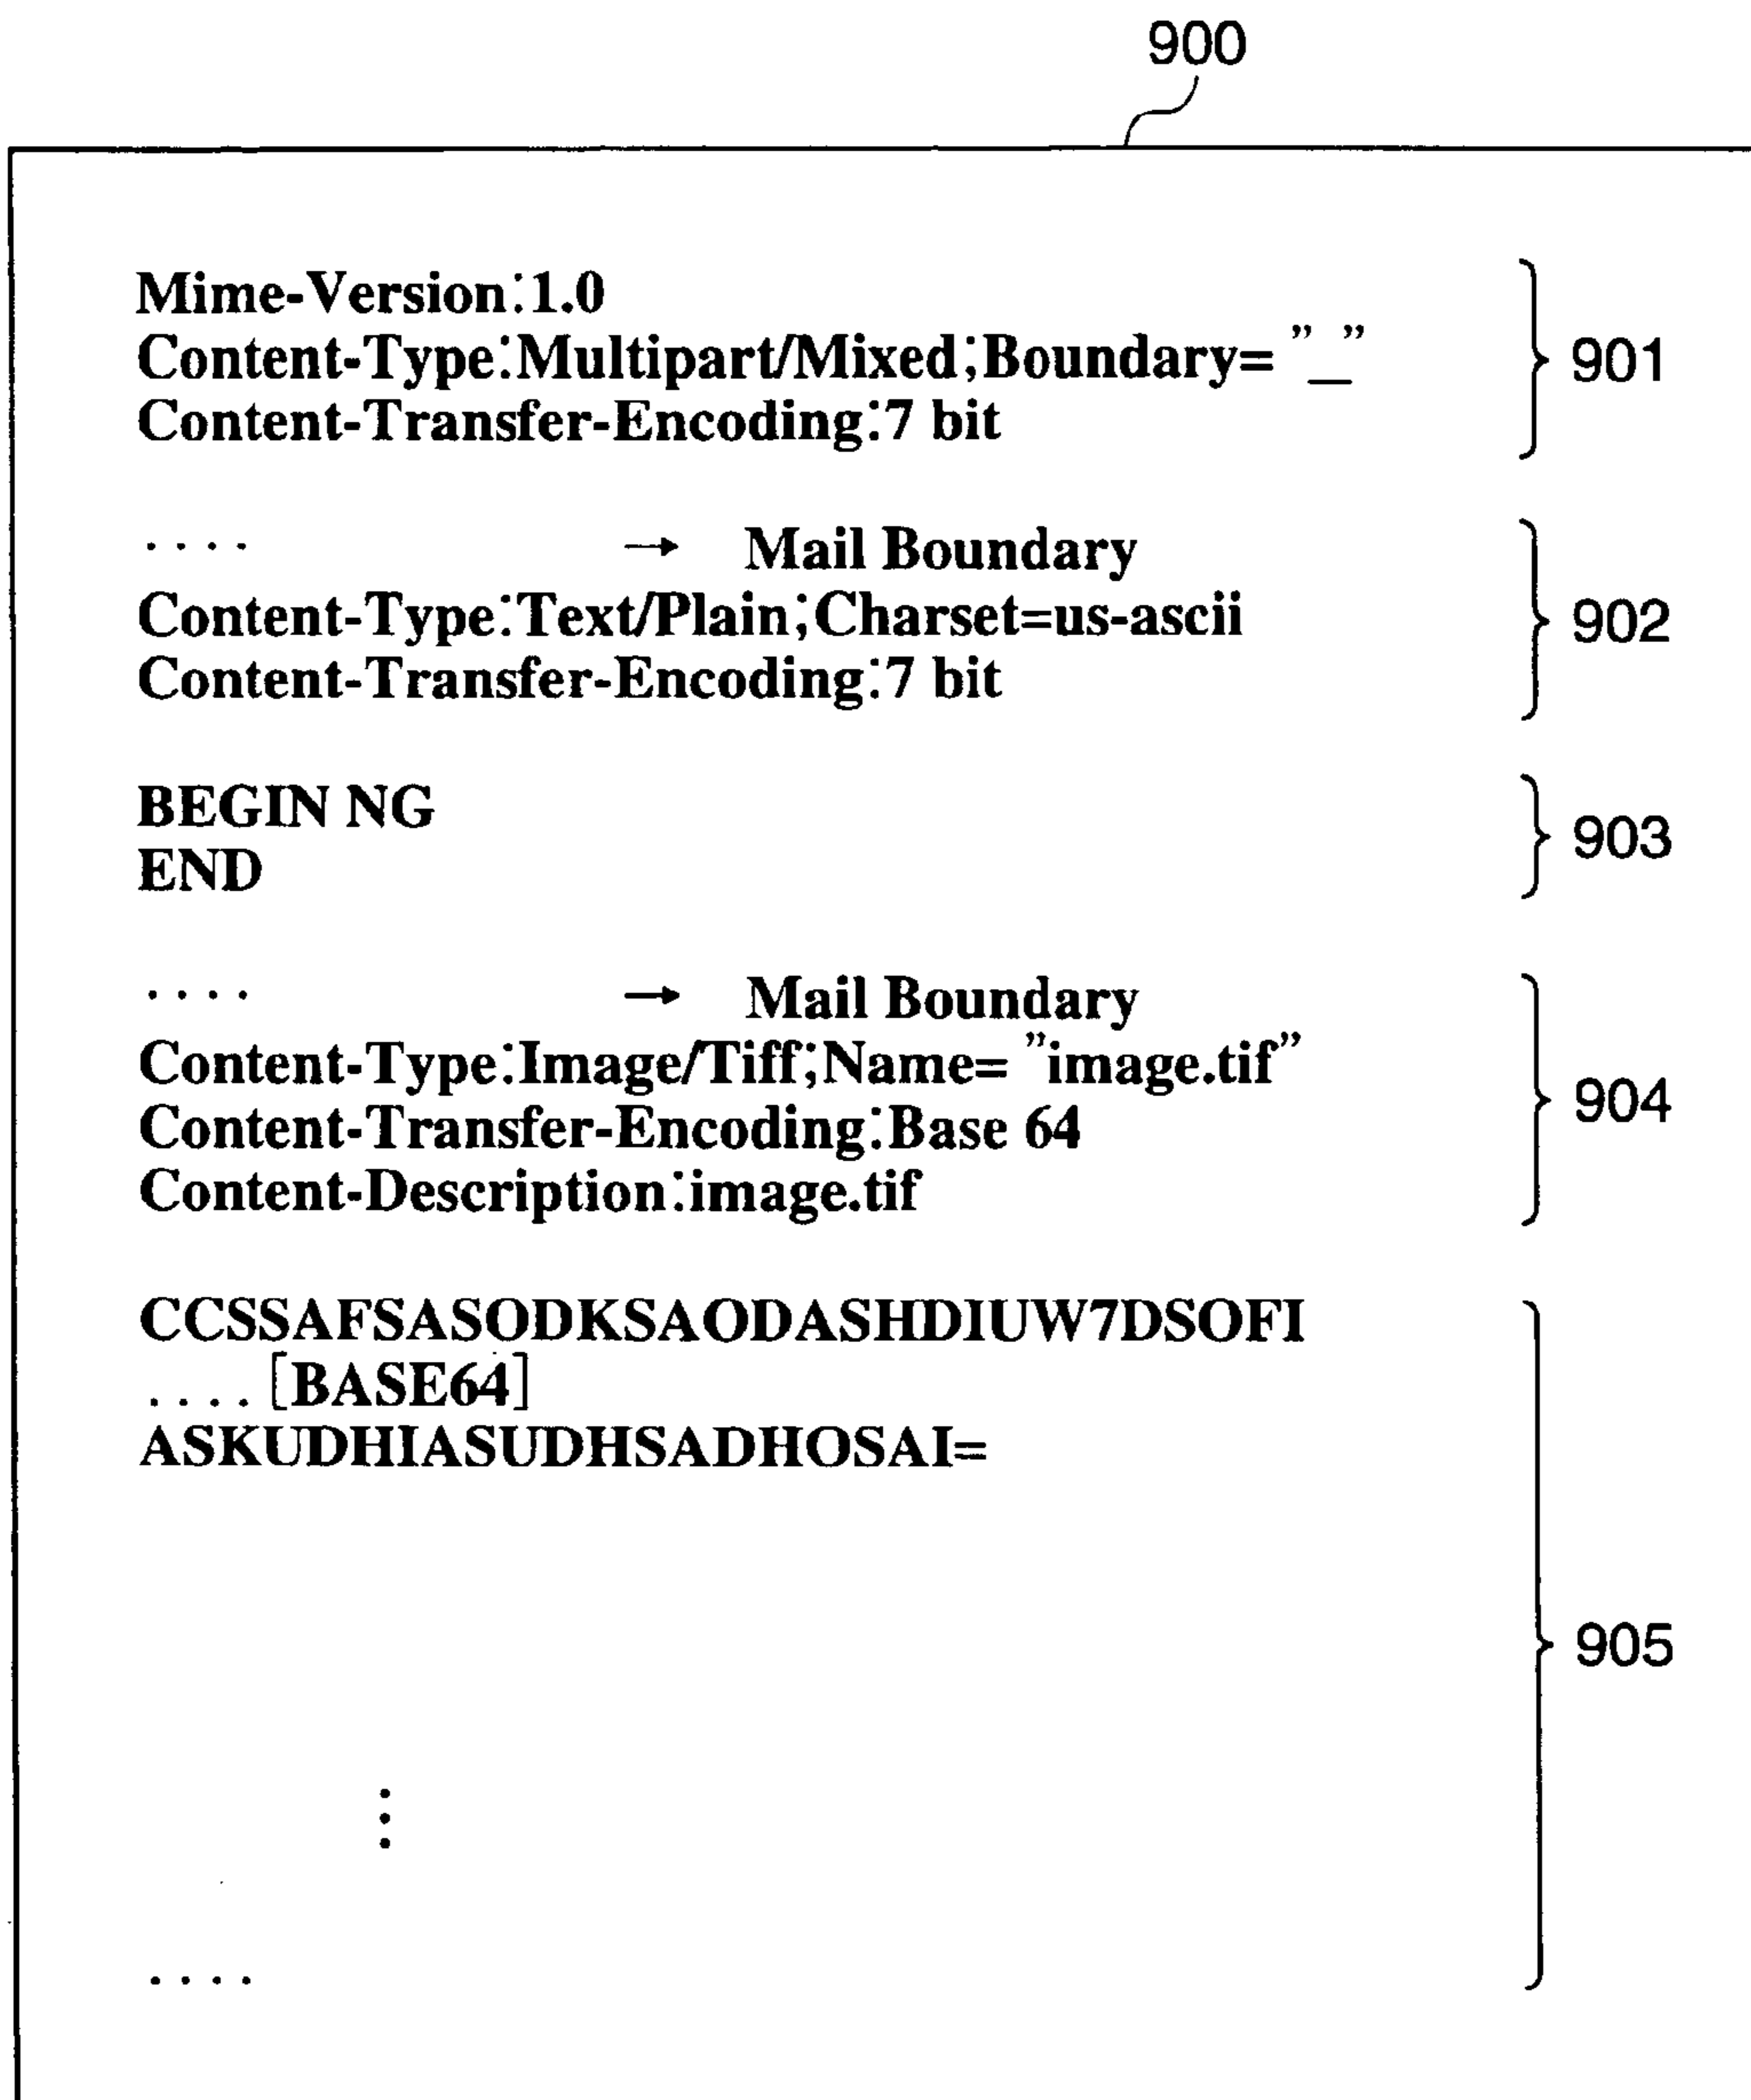 900
Mime-Version:1.0
Content-Type:Multipart/Mixed;Boundary= ”_”
Content-Transfer-Encoding:7 bit
901
.... → Mail Boundary
Content-Type:Text/Plain;Charset=us-ascii
Content-Transfer-Encoding:7 bit
902
BEGIN NG
END
903
.... → Mail Boundary
Content-Type:Image/Tiff;Name= ”image.tif”
Content-Transfer-Encoding:Base 64
Content-Description:image.tif
904
CCSSAFSASODKSAODASHDIUW7DSOFI
.... [BASE64]
ASKUDHIASUDHSADHOSAI=
905
....